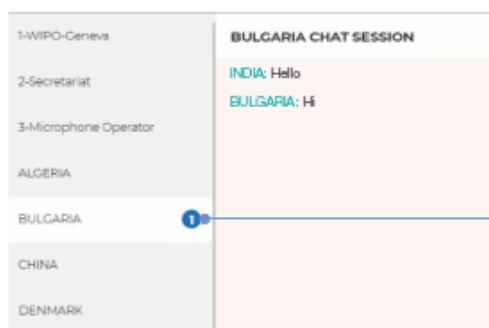 1-WIPO-Geneva
2-Secretariat
3-Microphone Operator
ALGERIA
BULGARIA 1
CHINA
DENMARK
BULGARIA CHAT SESSION
INDIA: Hello
BULGARIA: Hi